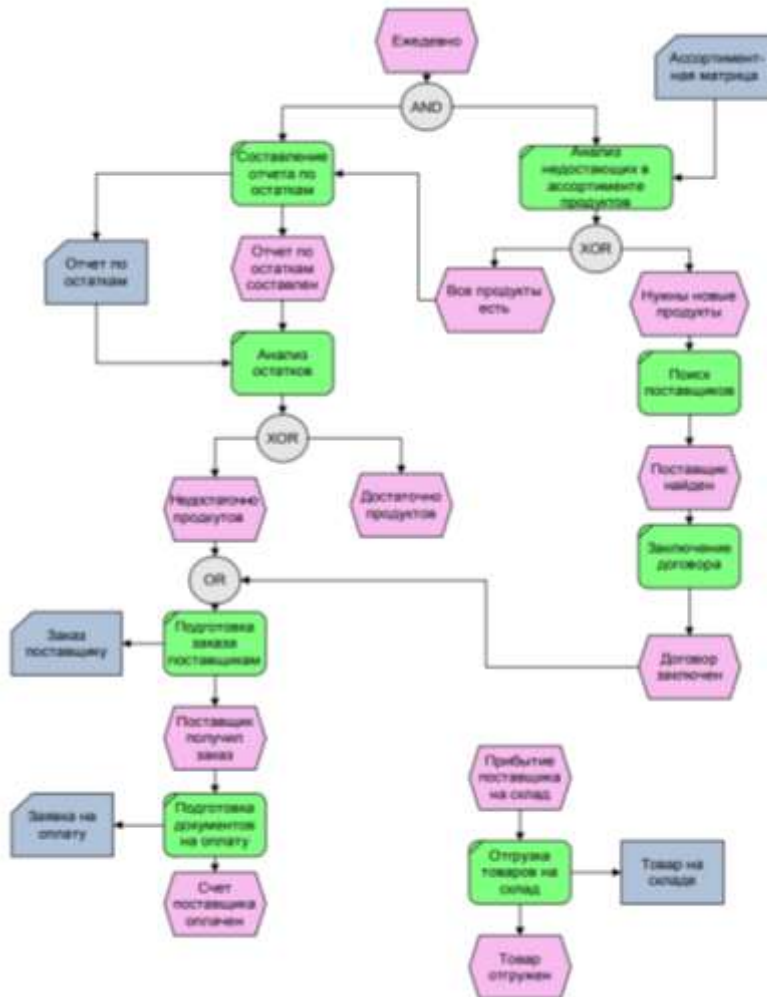 Ежедевно
AND
Ассортимент-
ная матрица
Составление
отчета по
остаткам
Анализ
недостающих в
ассортименте
продуктов
Отчет по
остаткам
Отчет по
остаткам
составлен
XOR
Все продукты
есть
Нужны новые
продукты
Анализ
остатков
Поиск
поставщиков
XOR
Недостаточно
продкутов
Достаточно
продуктов
Поставщик
найден
OR
Заключение
договора
Заказ
поставщику
Подготовка
заказа
поставщикам
Договор
заключен
Поставщик
получил
заказ
Прибытие
поставщика
на склад
Заявка на
оплату
Подготовка
документов
на оплату
Отгрузка
товаров на
склад
Товар на
складе
Счет
поставщика
оплачен
Товар
отгружен